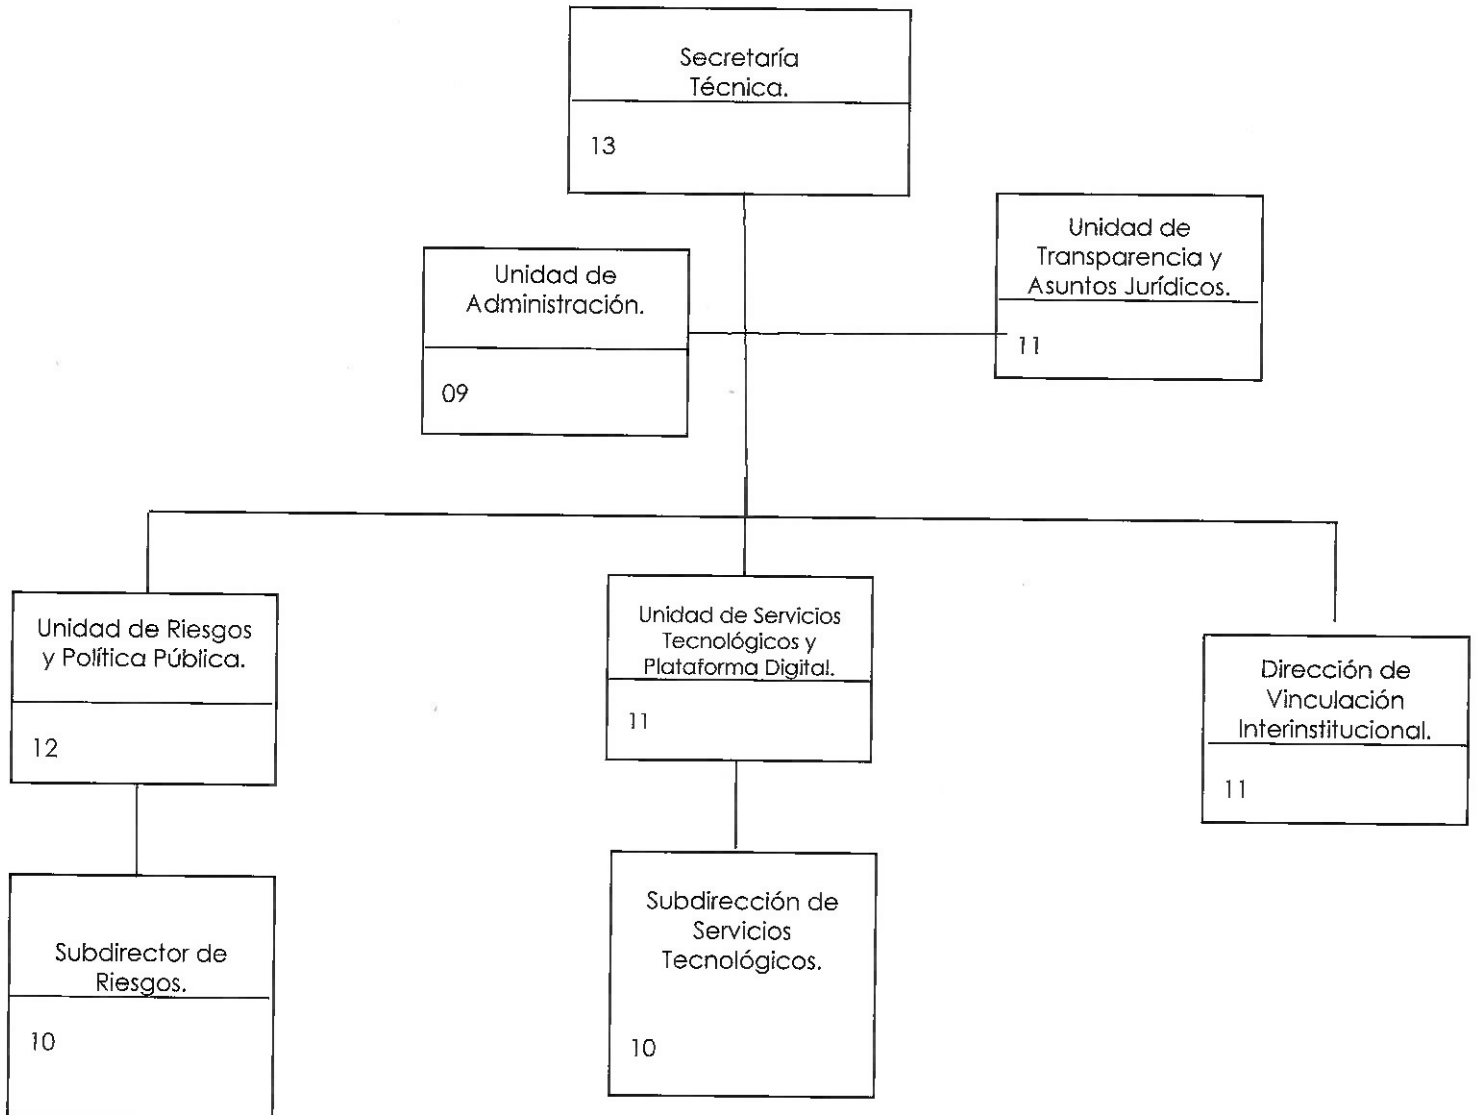 Secretaría
Técnica.
13
Unidad de
Transparencia y
Asuntos Jurídicos.
11
Unidad de
Administración.
09
Unidad de Riesgos
y Política Pública.
12
Unidad de Servicios
Tecnológicos y
Plataforma Digital.
11
Dirección de
Vinculación
Interinstitucional.
11
Subdirector de
Riesgos.
10
Subdirección de
Servicios
Tecnológicos.
10